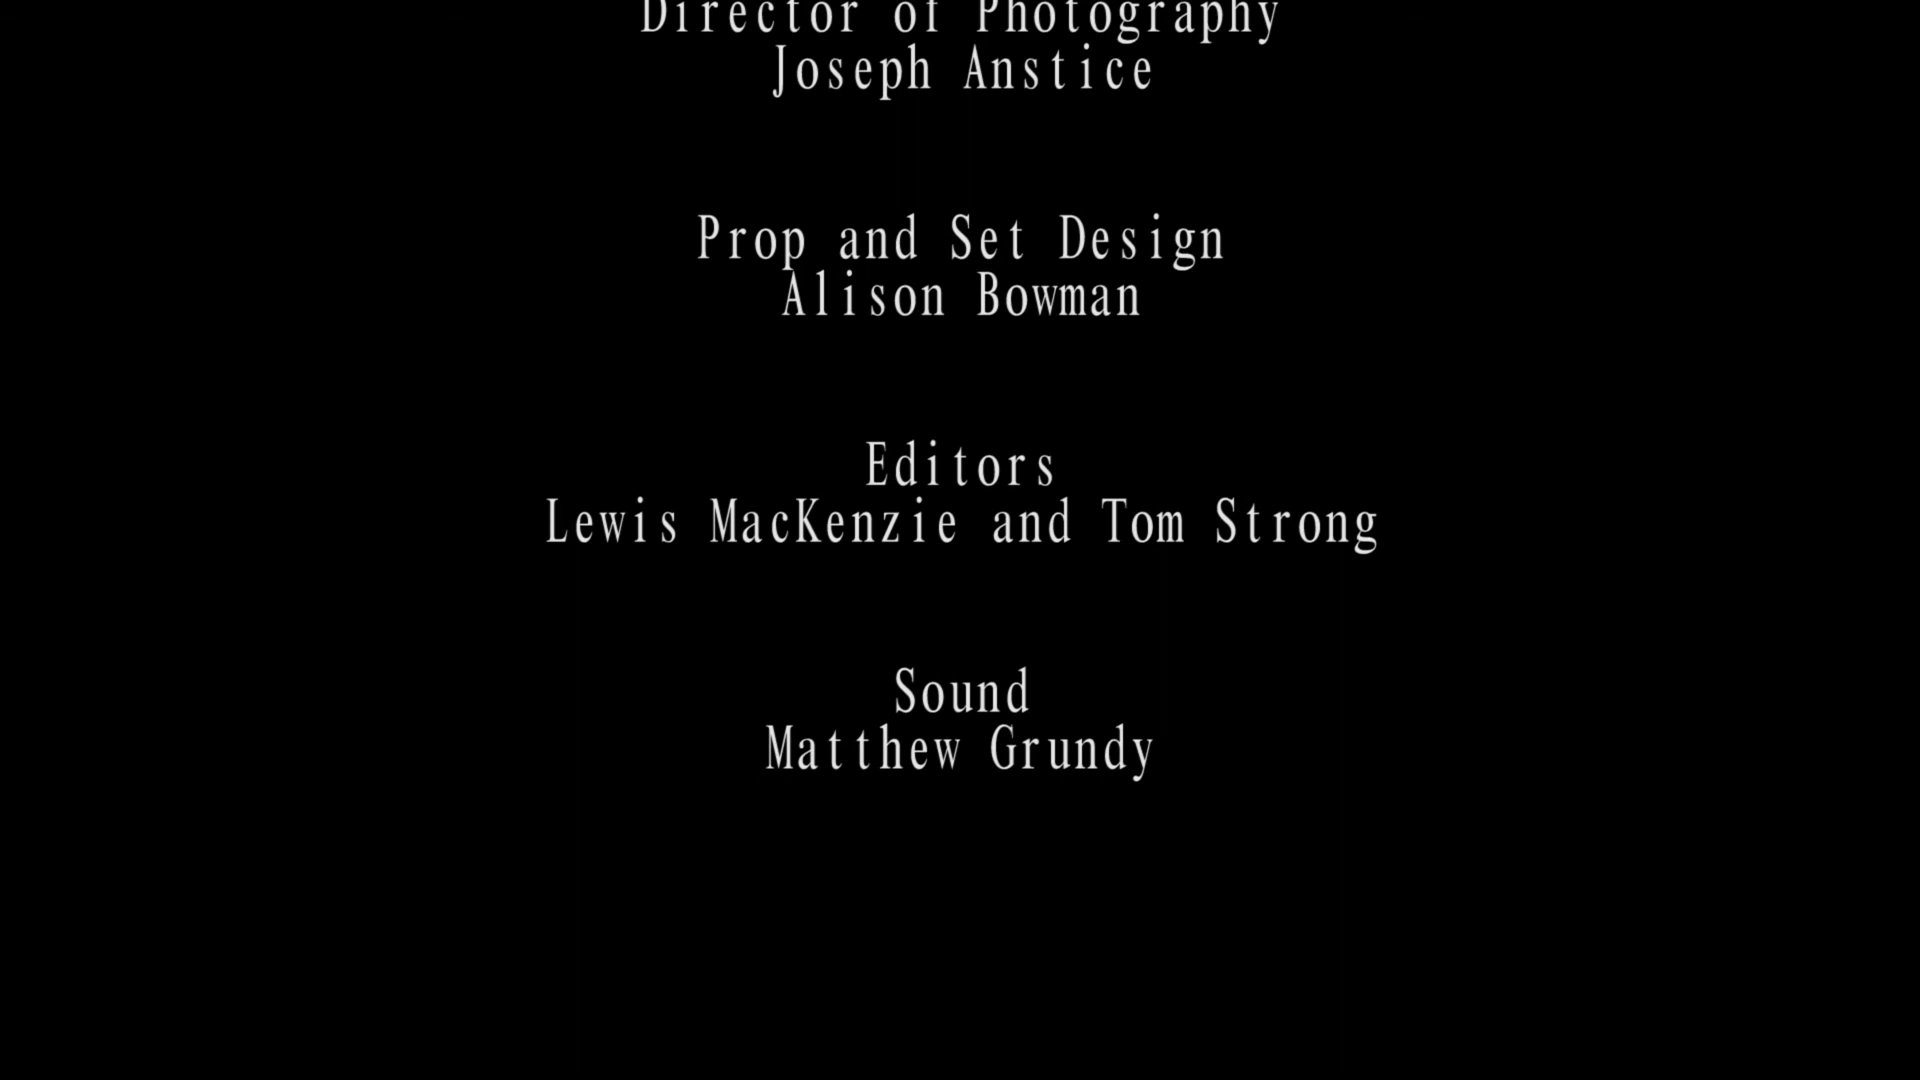 Director of Photography
Joseph Anstice
Prop and Set Design
Alison Bowman
Editors
Lewis MacKenzie and Tom Strong
Sound
Matthew Grundy